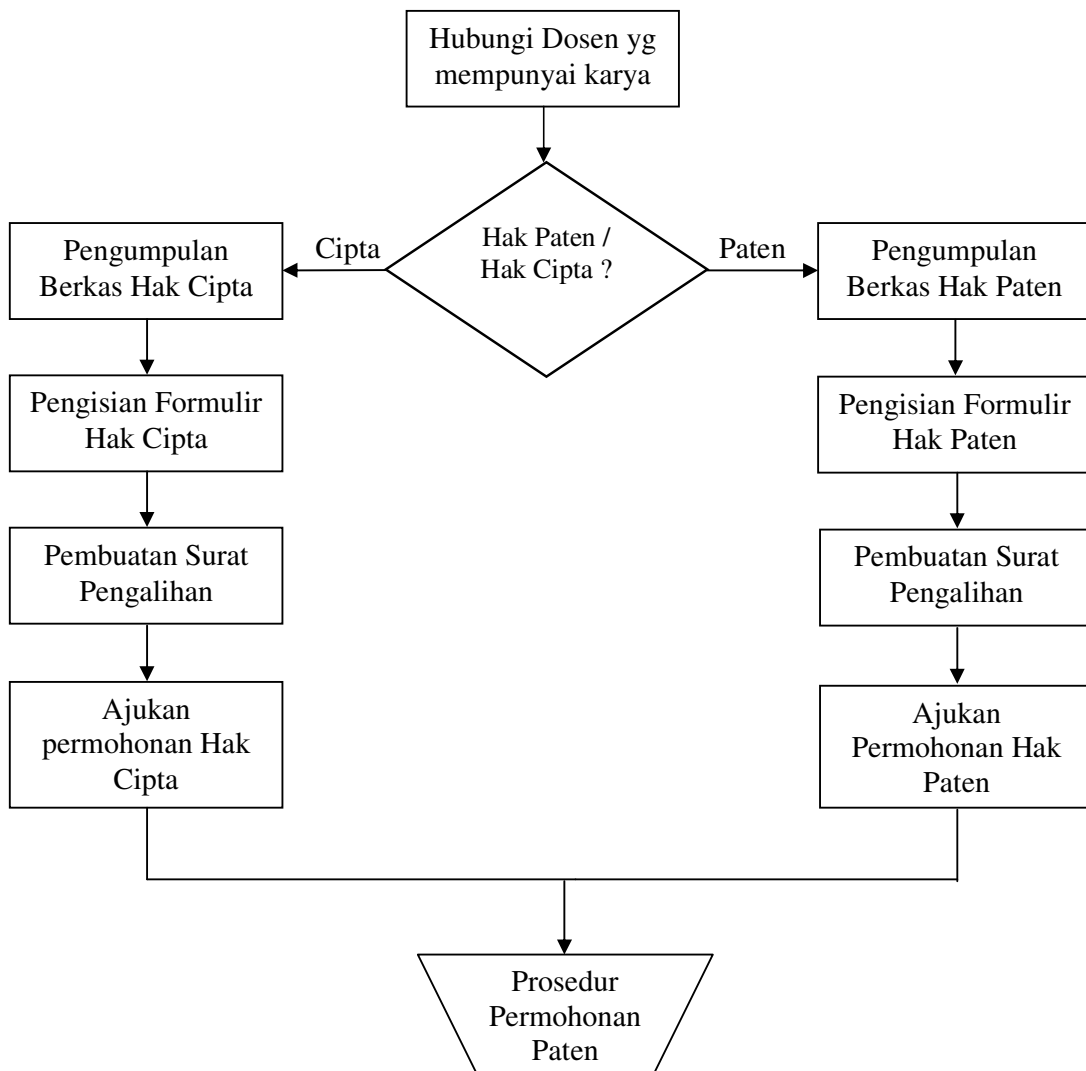 Hubungi Dosen yg
mempunyai karya
Hak Paten /
Hak Cipta ?
Cipta
Paten
Pengumpulan
Berkas Hak Cipta
Pengisian Formulir
Hak Cipta
Pembuatan Surat
Pengalihan
Ajukan
permohonan Hak
Cipta
Pengumpulan
Berkas Hak Paten
Pengisian Formulir
Hak Paten
Pembuatan Surat
Pengalihan
Ajukan
Permohonan Hak
Paten
Prosedur
Permohonan
Paten